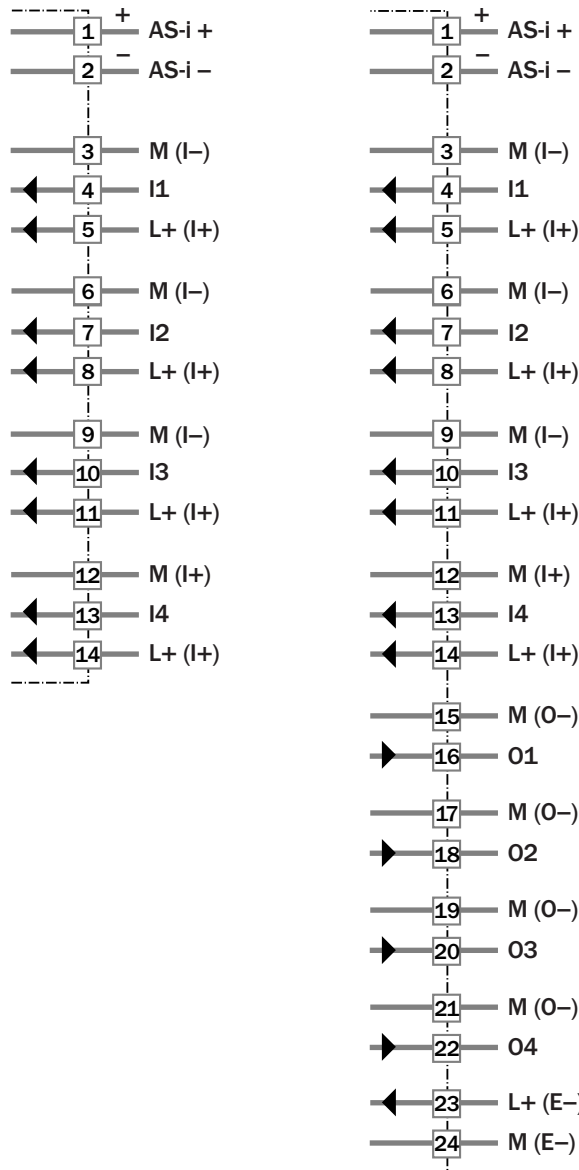 +
1 AS-i +
–
2 AS-i –
3 M (I–)
4 I1
5 L+ (I+)
6 M (I–)
7 I2
8 L+ (I+)
9 M (I–)
10 I3
11 L+ (I+)
12 M (I+)
13 I4
14 L+ (I+)
+
1 AS-i +
–
2 AS-i –
3 M (I–)
4 I1
5 L+ (I+)
6 M (I–)
7 I2
8 L+ (I+)
9 M (I–)
10 I3
11 L+ (I+)
12 M (I+)
13 I4
14 L+ (I+)
15 M (O–)
16 O1
17 M (O–)
18 O2
19 M (O–)
20 O3
21 M (O–)
22 O4
23 L+ (E–)
24 M (E–)